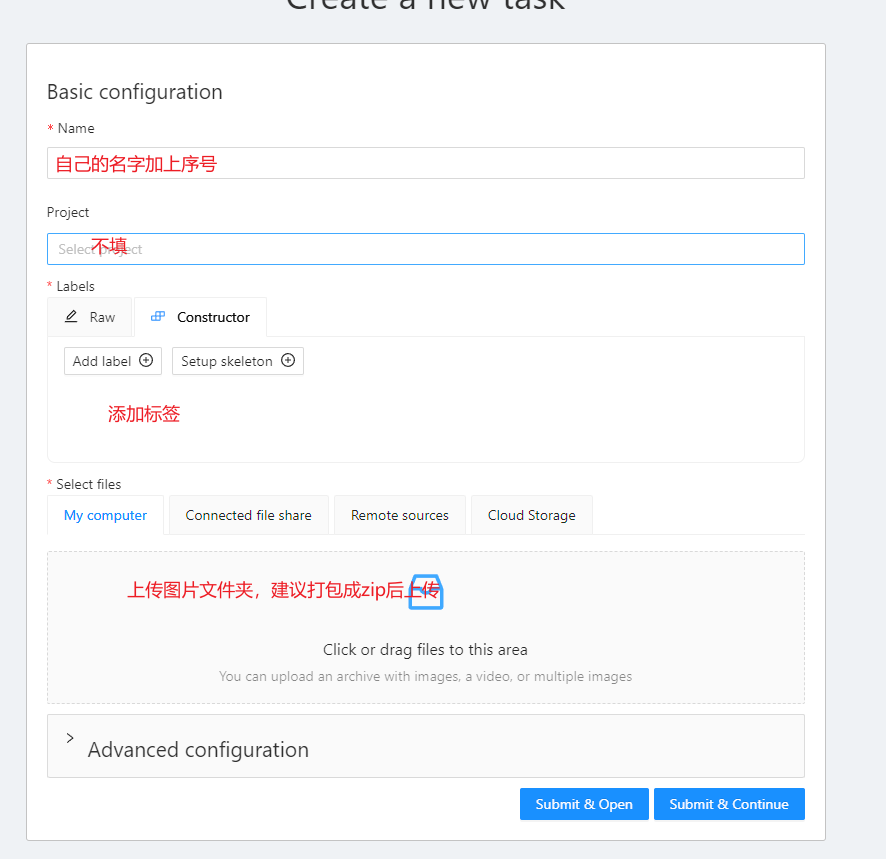 Create a new task
Basic configuration
* Name
自己的名字加上序号
Project
Select project
不填
* Labels
Raw
Constructor
Add label
Setup skeleton
添加标签
* Select files
My computer
Connected file share
Remote sources
Cloud Storage
上传图片文件夹，建议打包成zip后上传
Click or drag files to this area
You can upload an archive with images, a video, or multiple images
Advanced configuration
Submit & Open
Submit & Continue